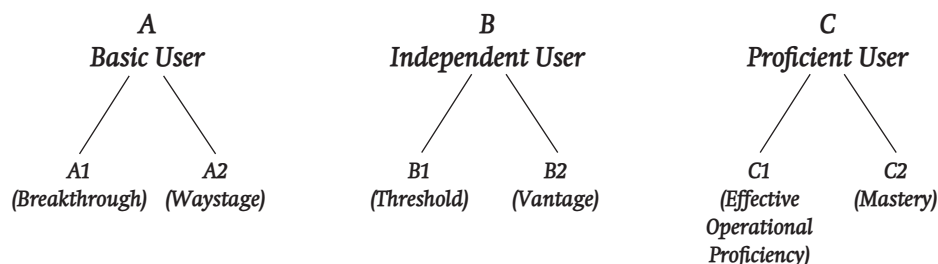 A
Basic User
B
Independent User
C
Proficient User
A1
(Breakthrough)
A2
(Waystage)
B1
(Threshold)
B2
(Vantage)
C1
(Effective
Operational
Proficiency)
C2
(Mastery)